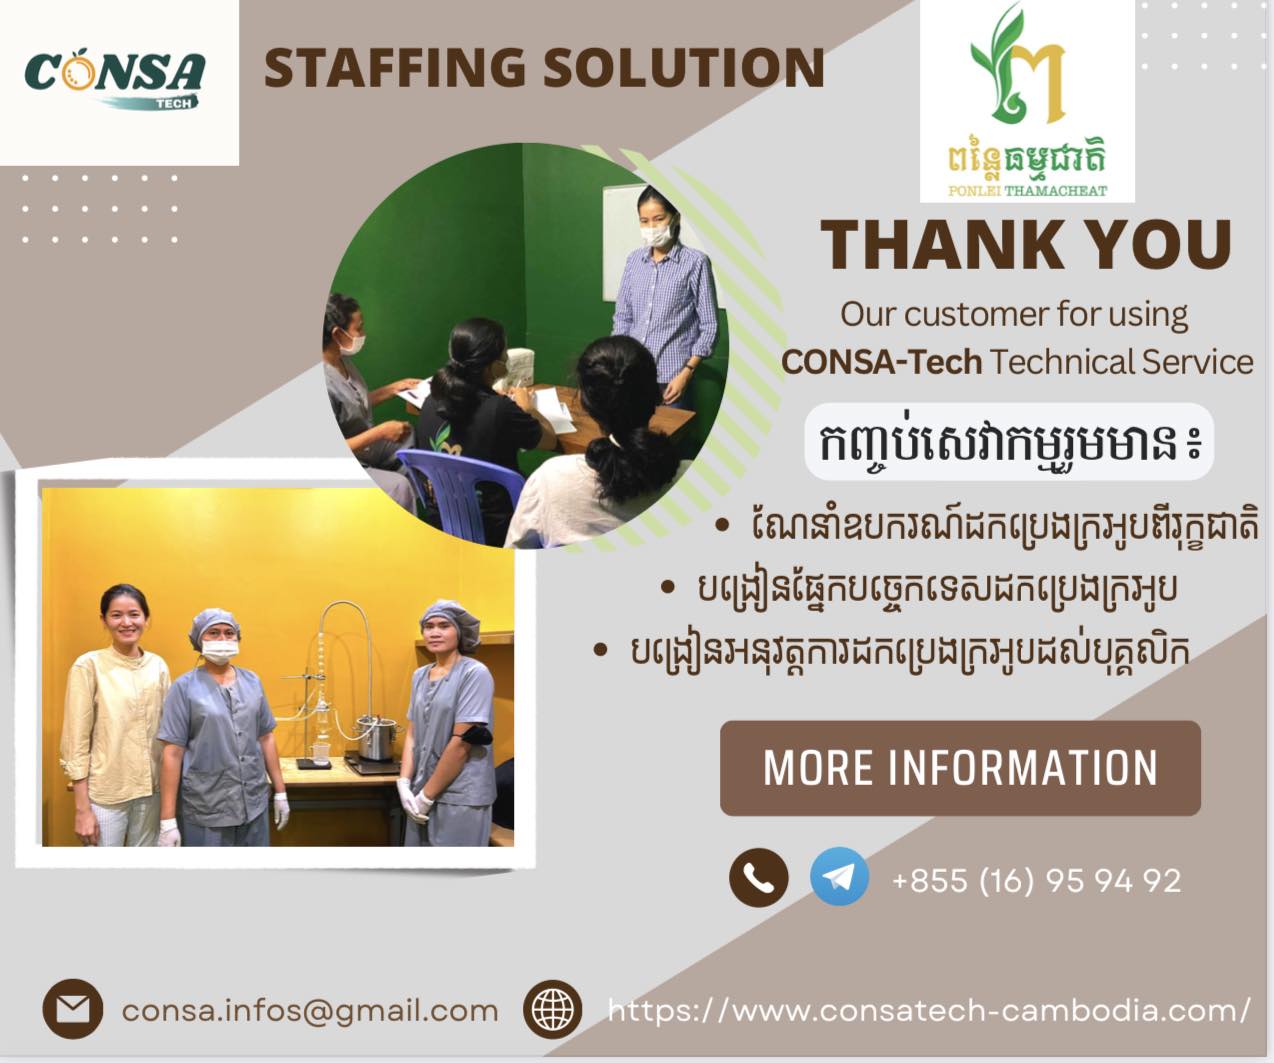 CONSA
TECH
STAFFING SOLUTION
ពន្លៃធម្មជាតិ
PONLEI THAMACHEAT
THANK YOU
Our customer for using
CONSA-Tech Technical Service
កញ្ចប់សេវាកម្មរួមមាន៖
• ណែនាំឧបករណ៍ដកប្រេងក្រអូបពីរុក្ខជាតិ
• បង្រៀនផ្នែកបច្ចេកទេសដកប្រេងក្រអូប
• បង្រៀនអនុវត្តការដកប្រេងក្រអូបដល់បុគ្គលិក
MORE INFORMATION
+855 (16) 95 94 92
consa.infos@gmail.com
https://www.consatech-cambodia.com/